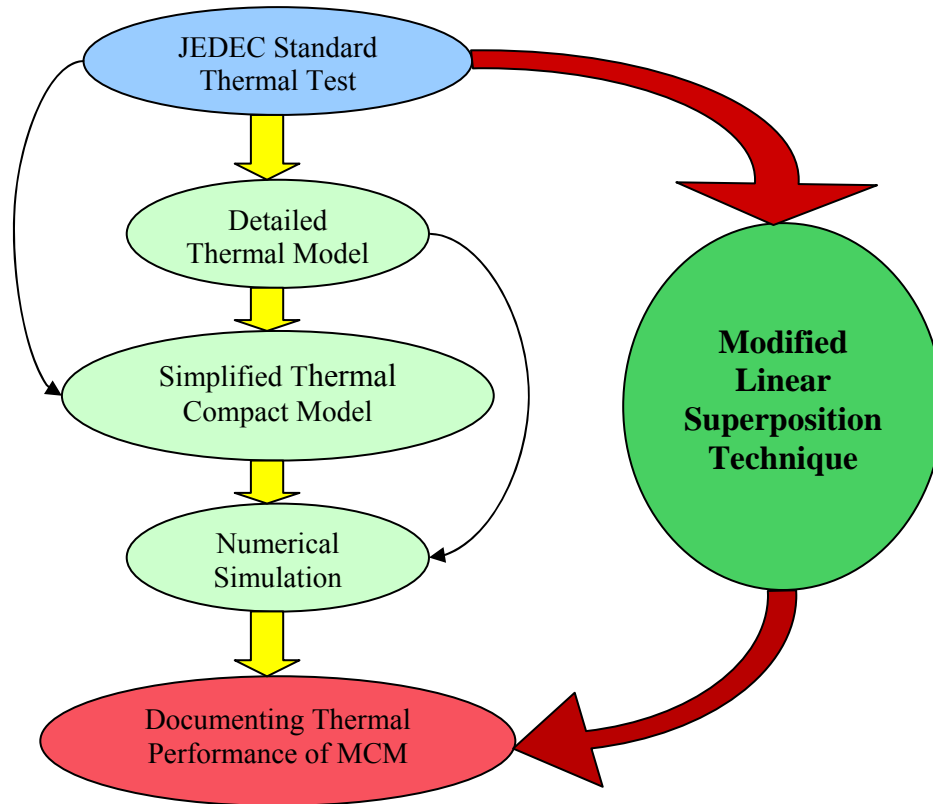 JEDEC Standard
Thermal Test
Detailed
Thermal Model
Simplified Thermal
Compact Model
Numerical
Simulation
Documenting Thermal
Performance of MCM
Modified
Linear
Superposition
Technique